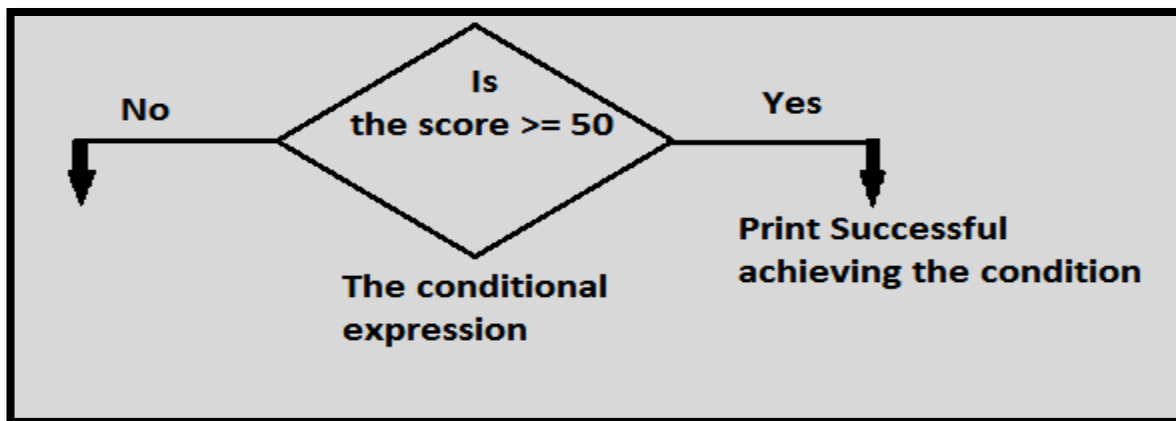 Is
the score >= 50
No
Yes
Print Successful
achieving the condition
The conditional
expression